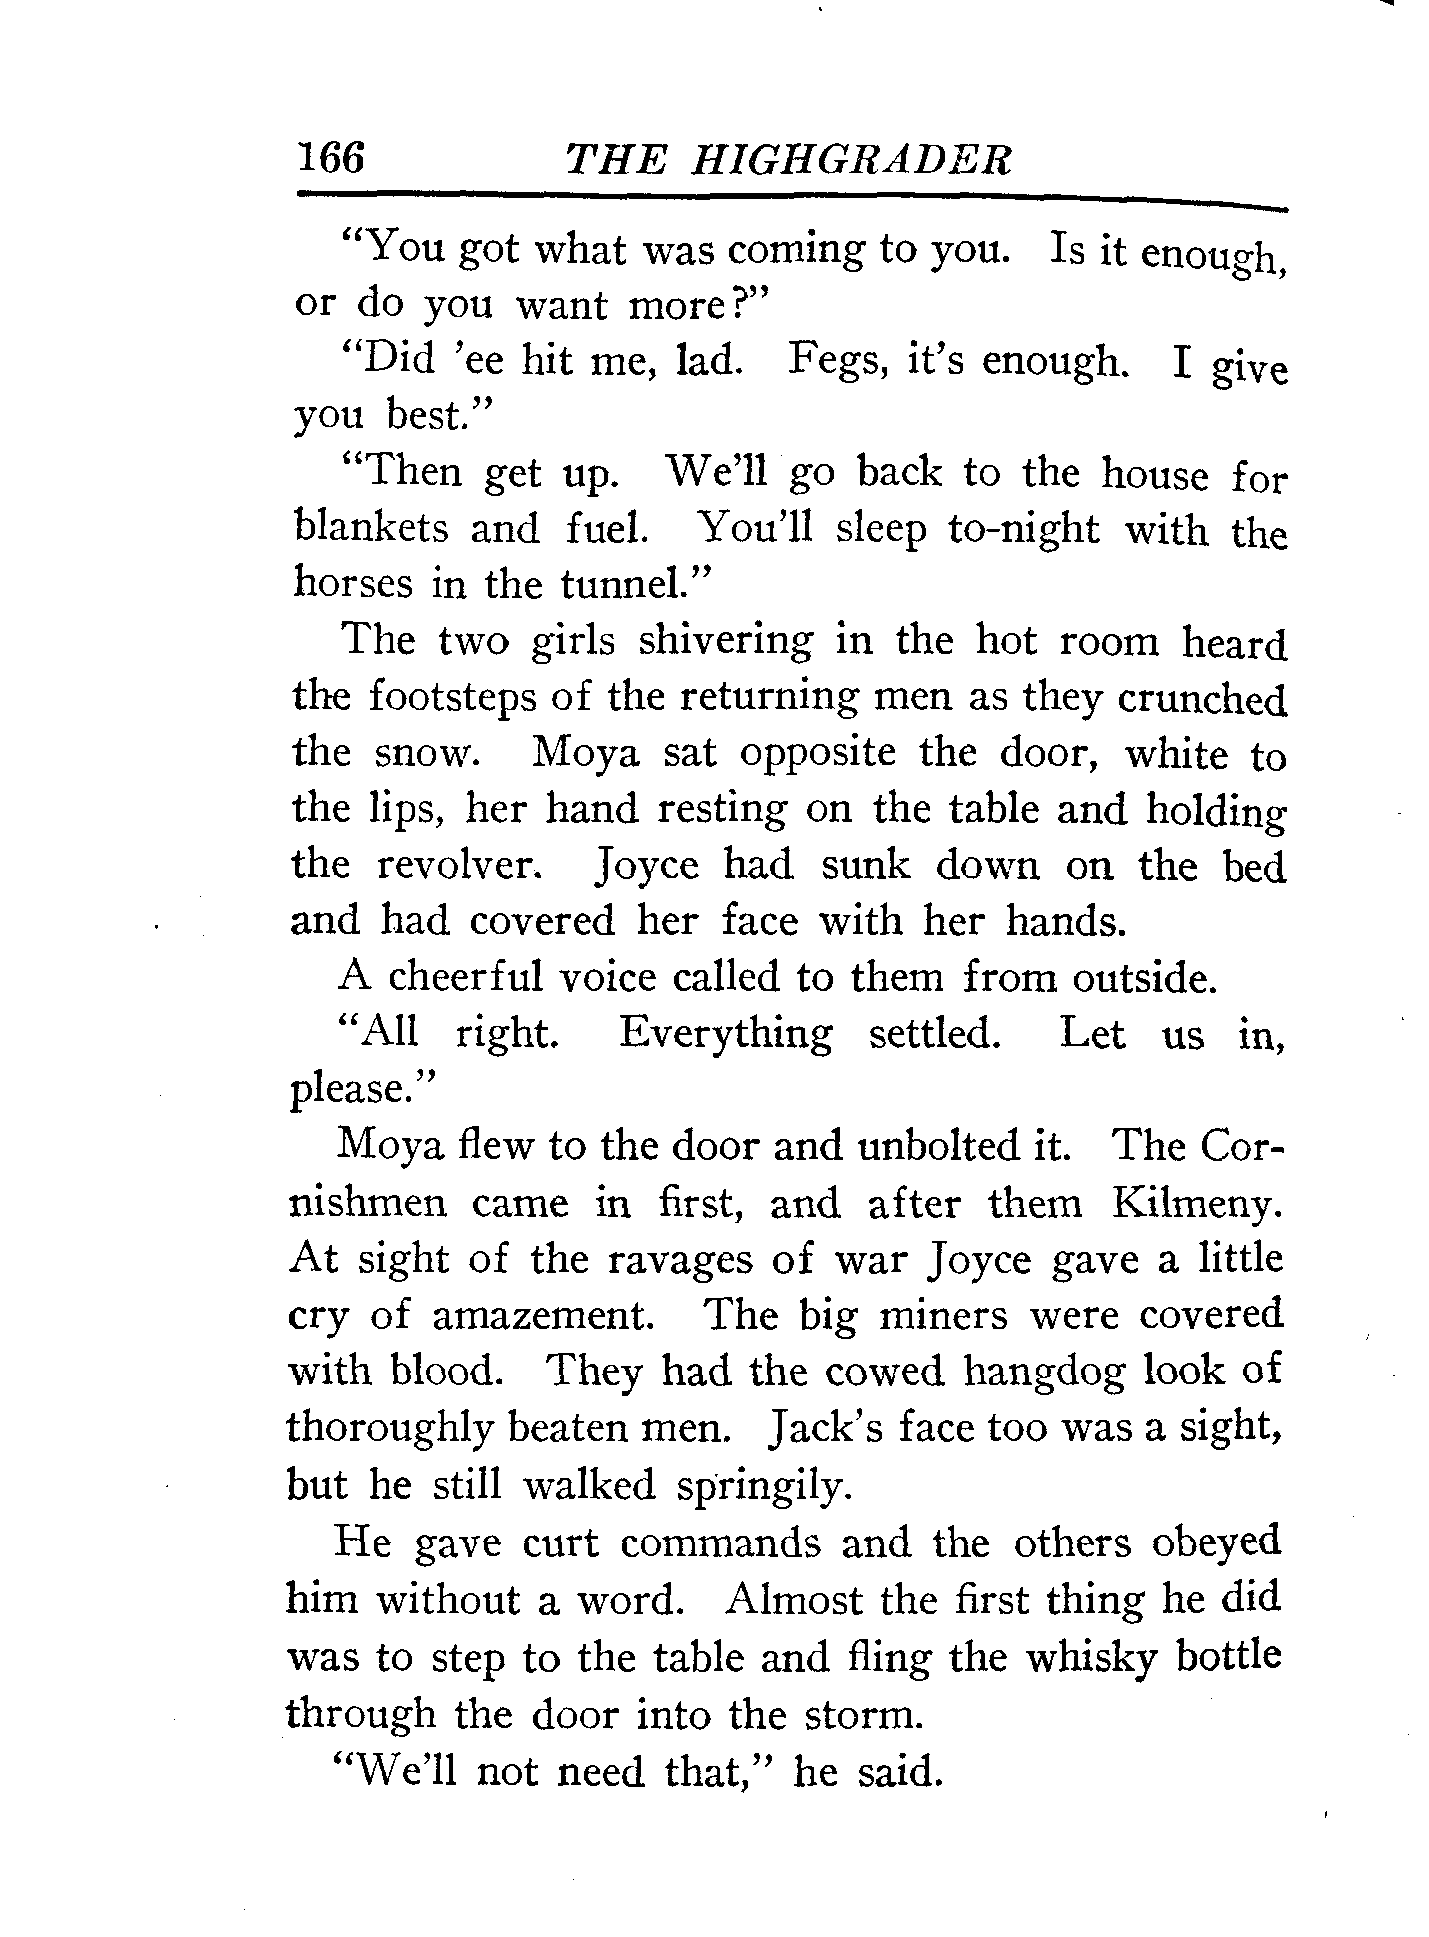 166 THE HIGHGRADER
“You got what was coming to you. Is it enough,
or do you want more?”
“Did ’ee hit me, lad. Fegs, it’s enough. I give
you best.”
“Then get up. We’ll go back to the house for
blankets and fuel. You’ll sleep to-night with the
horses in the tunnel.”
The two girls shivering in the hot room heard
the footsteps of the returning men as they crunched
the snow. Moya sat opposite the door, white to
the lips, her hand resting on the table and holding
the revolver. Joyce had sunk down on the bed
and had covered her face with her hands.
A cheerful voice called to them from outside.
“All right. Everything settled. Let us in,
please.”
Moya flew to the door and unbolted it. The Cor-
nishmen came in first, and after them Kilmeny.
At sight of the ravages of war Joyce gave a little
cry of amazement. The big miners were covered
with blood. They had the cowed hangdog look of
thoroughly beaten men. Jack’s face too was a sight,
but he still walked springily.
He gave curt commands and the others obeyed
him without a word. Almost the first thing he did
was to step to the table and fling the whisky bottle
through the door into the storm.
“We’ll not need that,” he said.